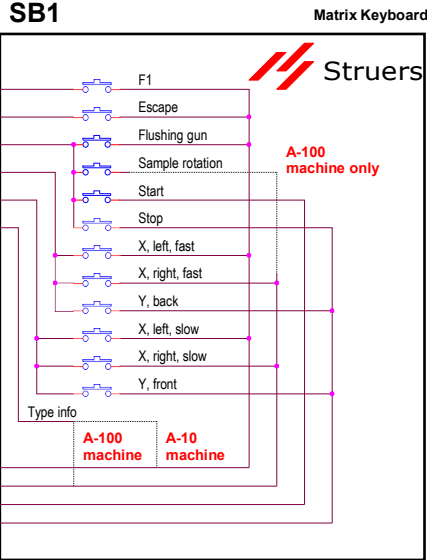 SB1
Matrix Keyboard
Struers
F1
Escape
Flushing gun
Sample rotation
A-100
machine only
Start
Stop
X, left, fast
X, right, fast
Y, back
X, left, slow
X, right, slow
Y, front
Type info
A-100
machine
A-10
machine